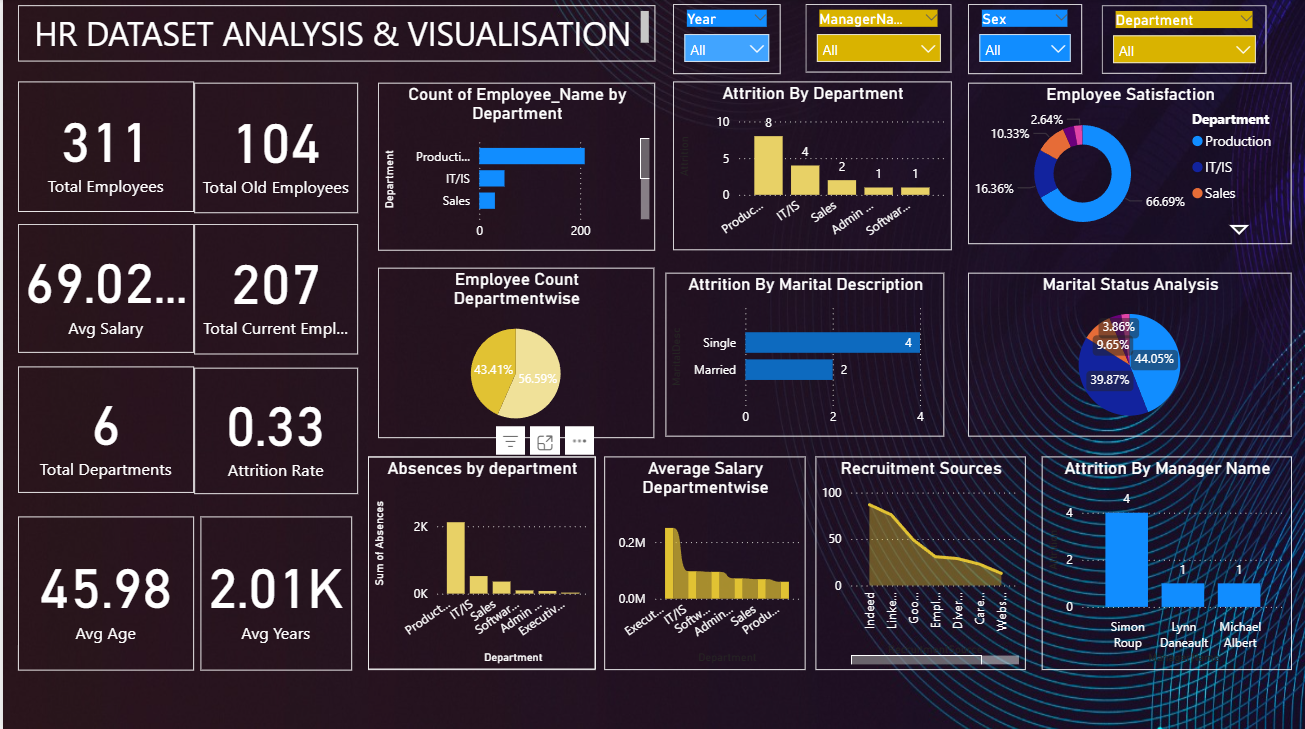 HR DATASET ANALYSIS & VISUALISATION
Year
All
ManagerNa...
All
Sex
All
Department
All
311
Total Employees
104
Total Old Employees
69.02...
Avg Salary
207
Total Current Empl...
6
Total Departments
0.33
Attrition Rate
45.98
Avg Age
2.01K
Avg Years
Count of Employee_Name by
Department
Department
Producti...
IT/IS
Sales
0
200
Attrition By Department
Attrition
10
5
0
8
4
2
1
1
Produc...
IT/IS
Sales
Admin ...
Softwar...
Employee Satisfaction
2.64%
10.33%
16.36%
66.69%
Department
Production
IT/IS
Sales
Employee Count
Departmentwise
43.41%
56.59%
Attrition By Marital Description
MaritalDesc
Single
4
Married
2
0
2
4
Marital Status Analysis
3.86%
9.65%
44.05%
39.87%
Absences by department
Sum of Absences
2K
0K
Product...
IT/IS
Sales
Softwar...
Admin ...
Executiv...
Department
Average Salary
Departmentwise
0.2M
0.0M
Execut...
IT/IS
Softw...
Admin...
Sales
Produ...
Department
Recruitment Sources
100
50
0
Indeed
Linke...
Goo...
Empl...
Diver...
Care...
Webs...
Attrition By Manager Name
4
2
0
4
1
1
Simon
Roup
Lynn
Daneault
Michael
Albert